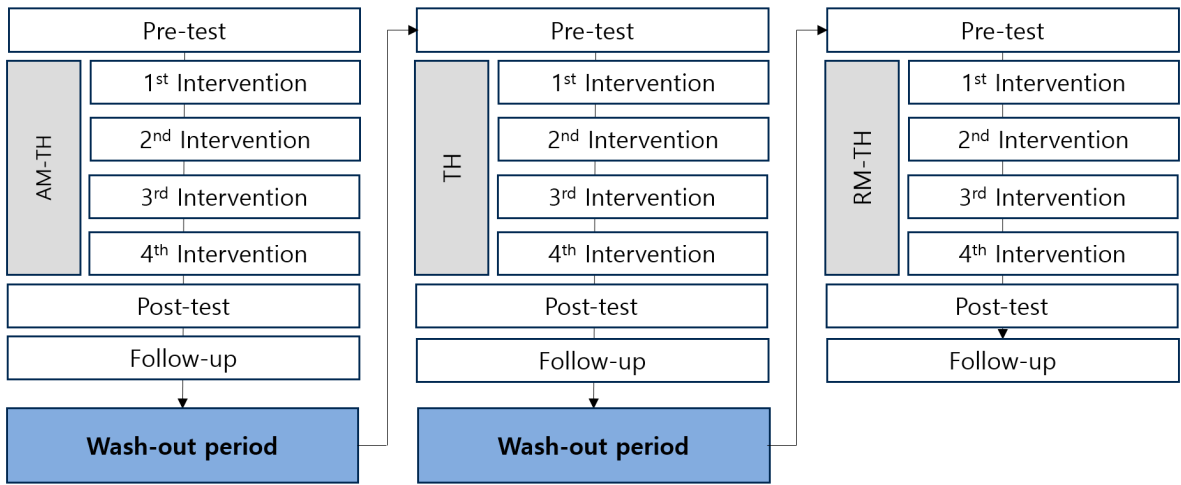 Pre-test
AM-TH
1st Intervention
2nd Intervention
3rd Intervention
4th Intervention
Post-test
Follow-up
Wash-out period
Pre-test
TH
1st Intervention
2nd Intervention
3rd Intervention
4th Intervention
Post-test
Follow-up
Wash-out period
Pre-test
RM-TH
1st Intervention
2nd Intervention
3rd Intervention
4th Intervention
Post-test
Follow-up